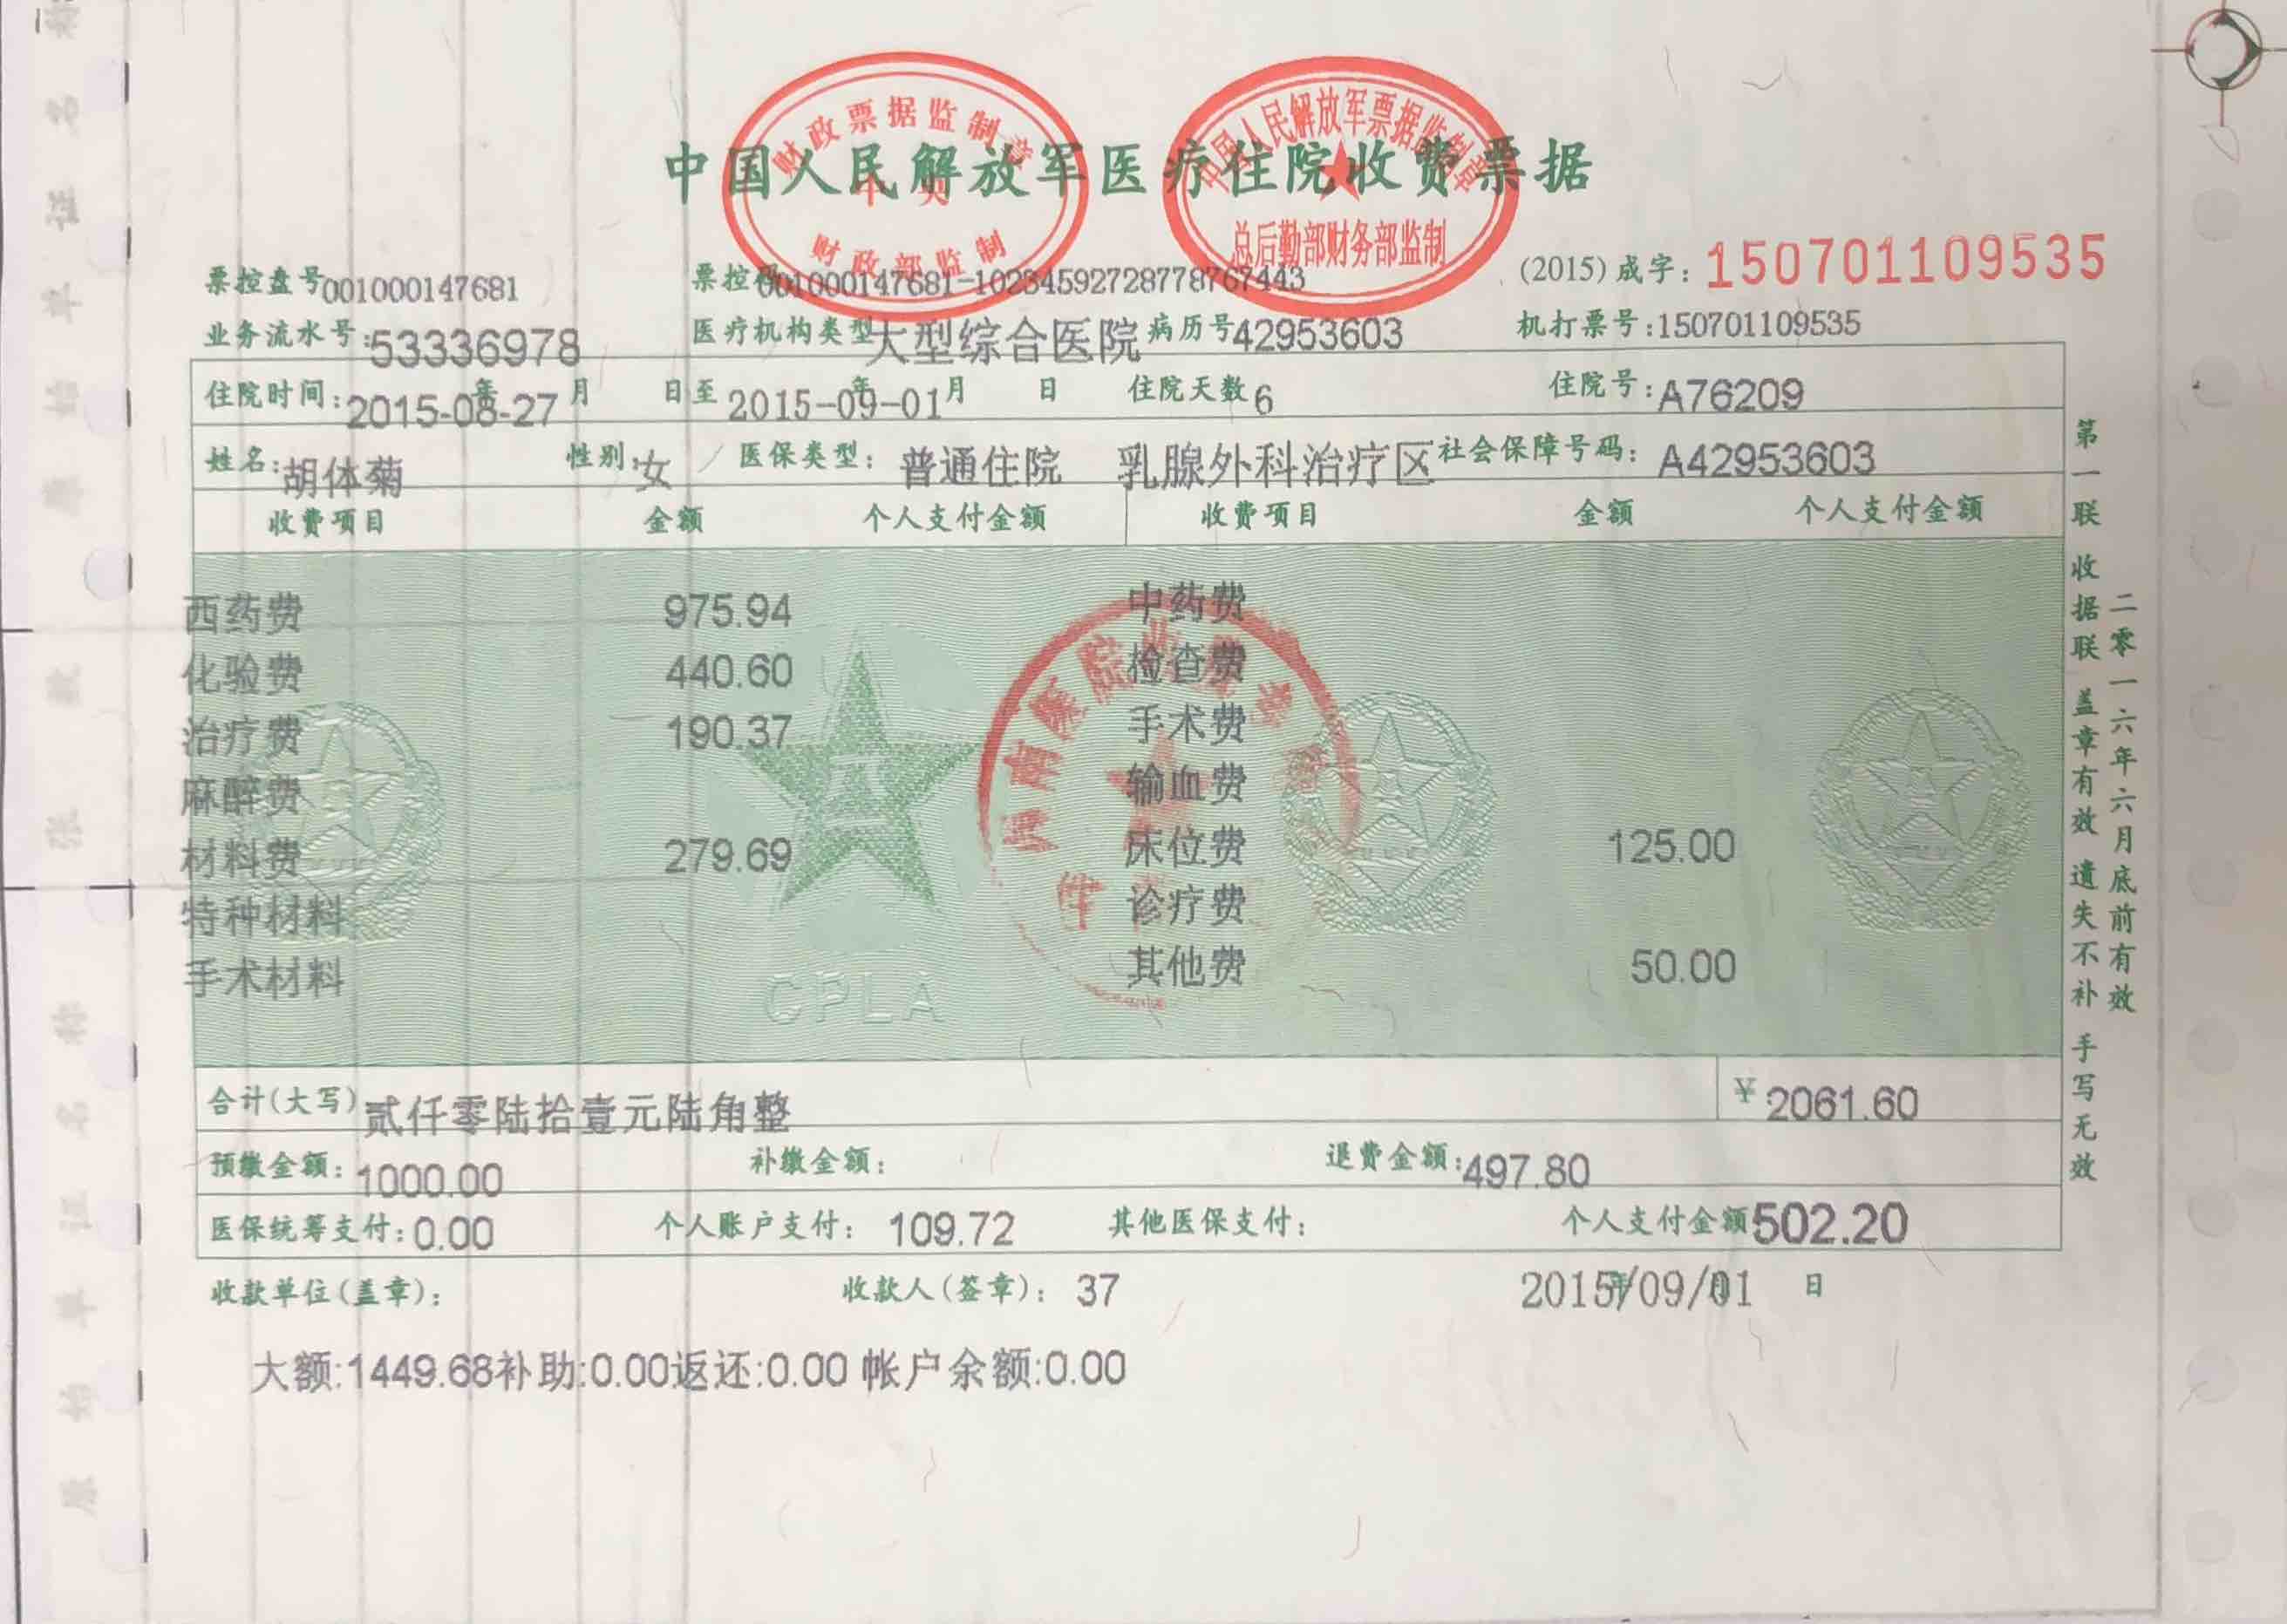 财政票据监制章
财政部监制
中国人民解放军票据监制章
总后勤部财务部监制
中国人民解放军医疗住院收费票据
票控盘号001000147681 票控码001000147681-10234592728778767443 (2015)成字:150701109535
业务流水号:53336978 医疗机构类型大型综合医院 病历号42953603 机打票号:150701109535
住院时间:2015-08-27 年 月 日至2015-09-01 年 月 日 住院天数6 住院号:A76209
姓名:胡体菊 性别:女 医保类型: 普通住院 乳腺外科治疗区 社会保障号码: A42953603
收费项目 金额 个人支付金额 收费项目 金额 个人支付金额
西药费 975.94 中药费
化验费 440.60 检查费
治疗费 190.37 手术费
麻醉费 输血费
材料费 279.69 床位费 125.00
特种材料 诊疗费
手术材料 其他费 50.00
CPLA
合计(大写)贰仟零陆拾壹元陆角整 ¥2061.60
预缴金额:1000.00 补缴金额: 退费金额:497.80
医保统筹支付:0.00 个人账户支付: 109.72 其他医保支付: 个人支付金额502.20
收款单位(盖章): 收款人(签章): 37 2015/09/01 年 月 日
大额:1449.68补助:0.00返还:0.00 帐户余额:0.00
第一联 收据联 盖章有效 遗失不补 手写无效
二零一六年六月底前有效